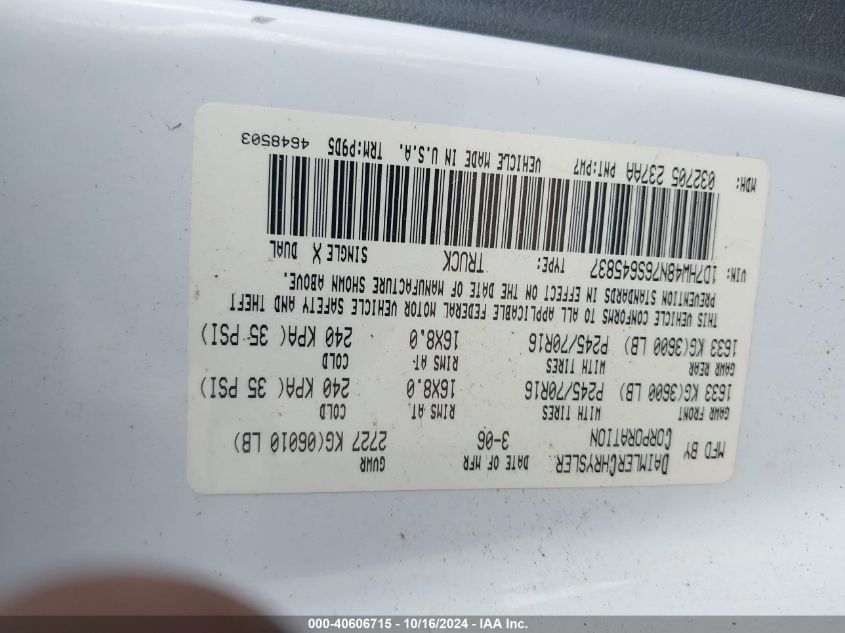 MFD BY DAIMLERCHRYSLER CORPORATION DATE OF MFR 3-06 GVWR 2727 KG(06010 LB)
GAWR FRONT WITH TIRES RIMS AT COLD
1633 KG(3600 LB) P245/70R16 16X8.0 240 KPA(35 PSI)
GAWR REAR WITH TIRES RIMS AT COLD
1633 KG(3600 LB) P245/70R16 16X8.0 240 KPA(35 PSI)
THIS VEHICLE CONFORMS TO ALL APPLICABLE FEDERAL MOTOR VEHICLE SAFETY AND THEFT
PREVENTION STANDARDS IN EFFECT ON THE DATE OF MANUFACTURE SHOWN ABOVE.
VIN: 1D7HW48N76S645837 TYPE: TRUCK SINGLE X DUAL
MDH: 032705 237AA PNT:PW7 VEHICLE MADE IN U.S.A. TRM:P9D5 4648503
000-40606715 - 10/16/2024 - IAA Inc.